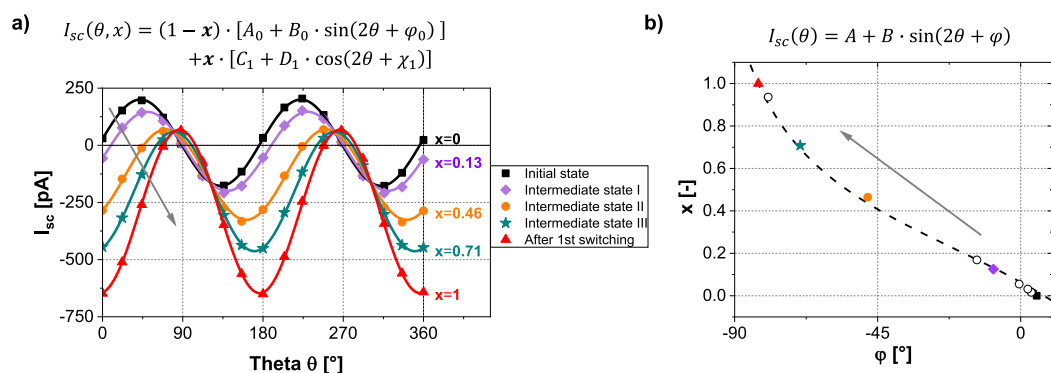 a)
I_sc(θ, x) = (1−x) ∙ [A_0 + B_0 ∙ sin(2θ + φ_0) ]
+x ∙ [C_1 + D_1 ∙ cos(2θ + χ_1)]
250
0
-250
-500
-750
I_sc [pA]
0
90
180
270
360
Theta θ [°]
x=0
x=0.13
x=0.46
x=0.71
x=1
Initial state
Intermediate state I
Intermediate state II
Intermediate state III
After 1st switching
b)
I_sc(θ) = A + B ∙ sin(2θ + φ)
1.0
0.8
0.6
0.4
0.2
0.0
x [-]
-90
-45
0
φ [°]